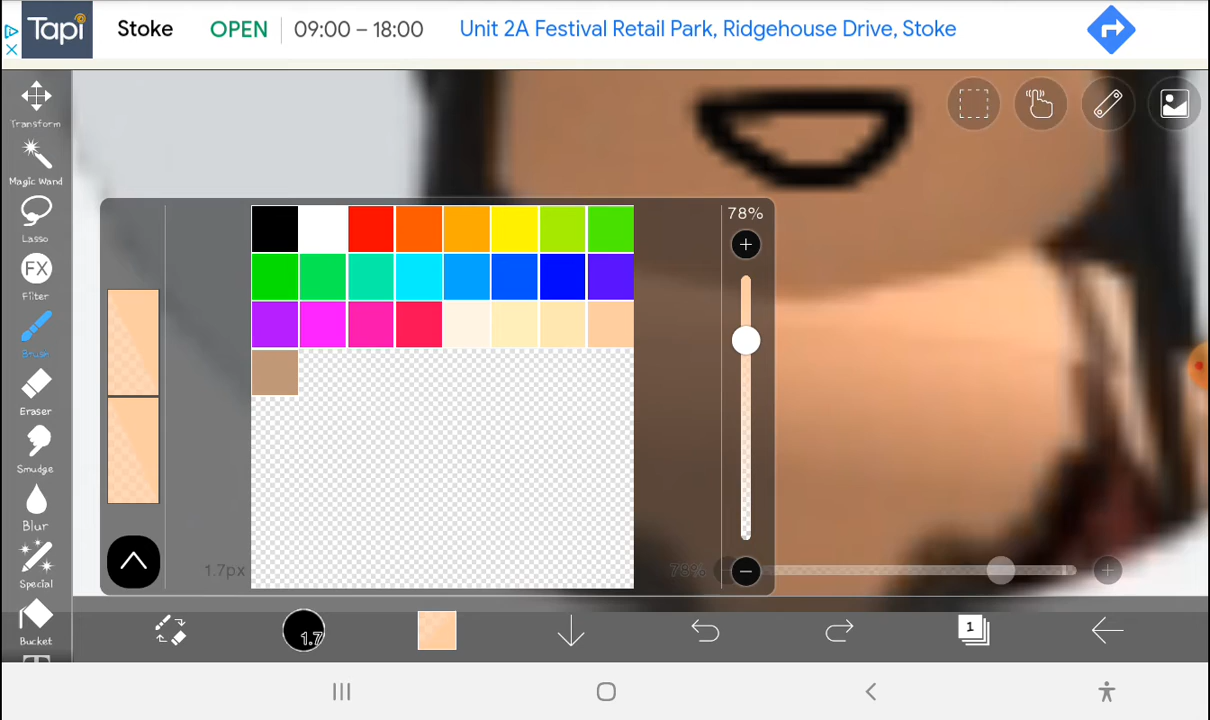 Tapi
Stoke OPEN 09:00 – 18:00 Unit 2A Festival Retail Park, Ridgehouse Drive, Stoke
Transform
Magic Wand
Lasso
FX
Filter
Brush
Eraser
Smudge
Blur
Special
Bucket
78%
1.7px
78%
1.7
1